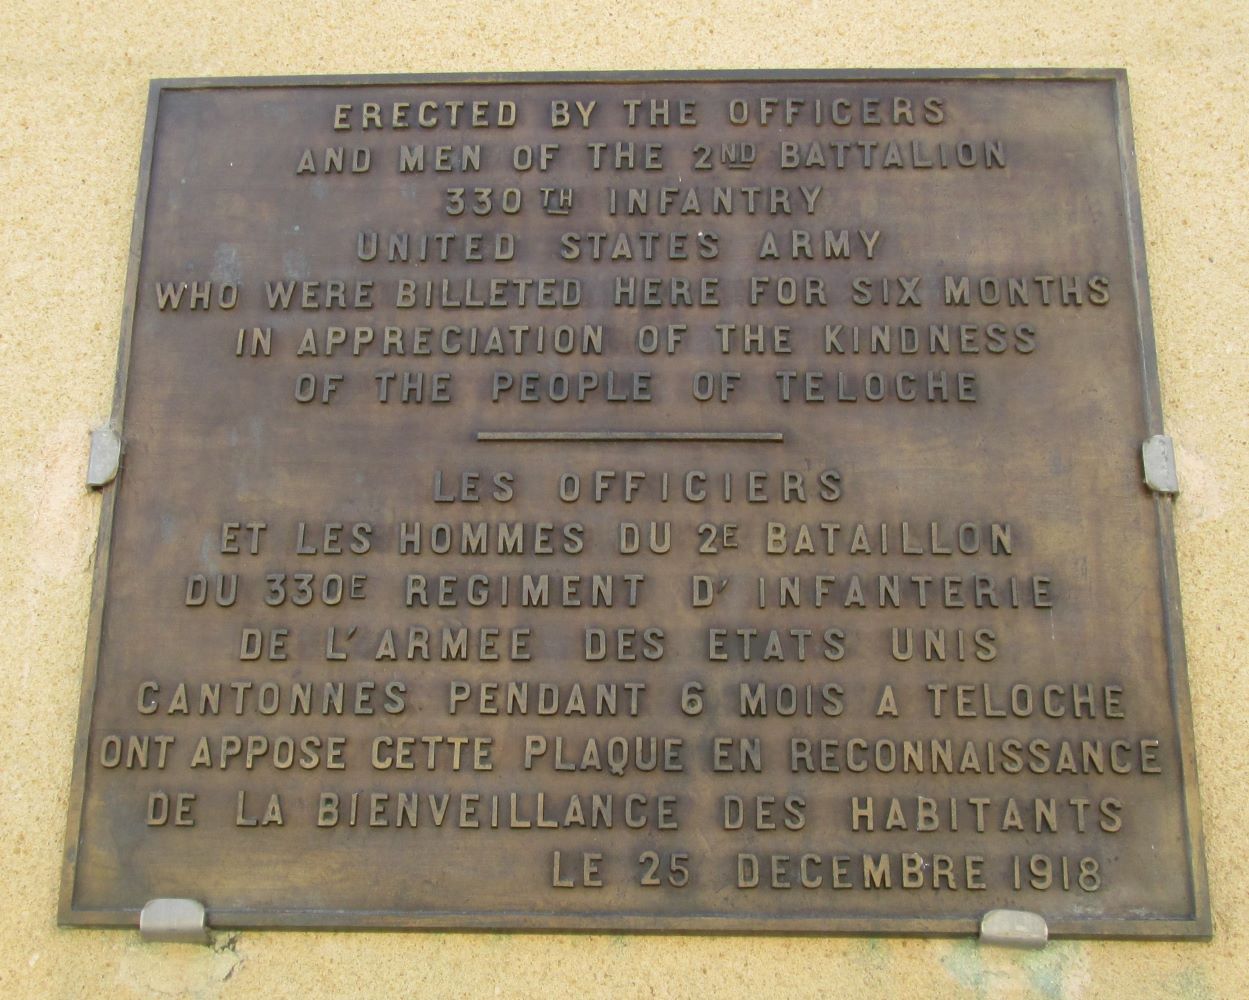 ERECTED BY THE OFFICERS
AND MEN OF THE 2ND BATTALION
330TH INFANTRY
UNITED STATES ARMY
WHO WERE BILLETED HERE FOR SIX MONTHS
IN APPRECIATION OF THE KINDNESS
OF THE PEOPLE OF TELOCHE
LES OFFICIERS
ET LES HOMMES DU 2E BATAILLON
DU 330E REGIMENT D'INFANTERIE
DE L'ARMEE DES ETATS UNIS
CANTONNES PENDANT 6 MOIS A TELOCHE
ONT APPOSE CETTE PLAQUE EN RECONNAISSANCE
DE LA BIENVEILLANCE DES HABITANTS
LE 25 DECEMBRE 1918